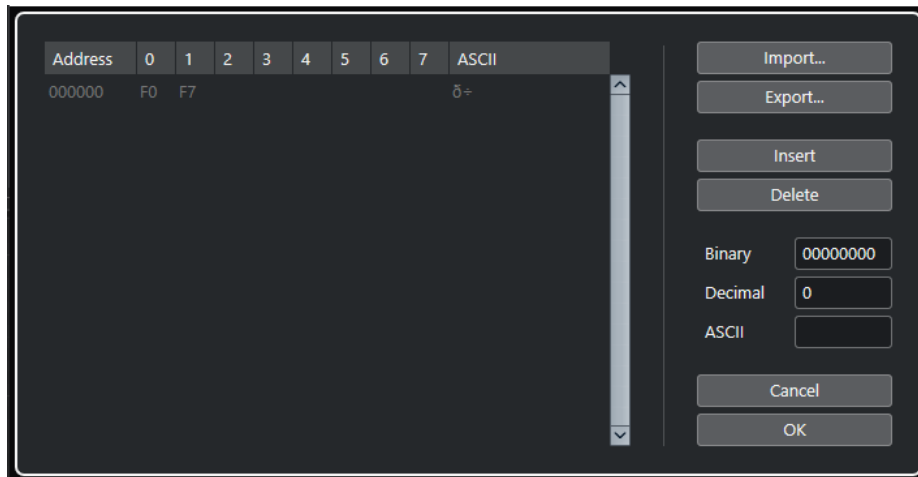 Address 0 1 2 3 4 5 6 7 ASCII
000000 F0 F7 ð÷
Import...
Export...
Insert
Delete
Binary 00000000
Decimal 0
ASCII
Cancel
OK